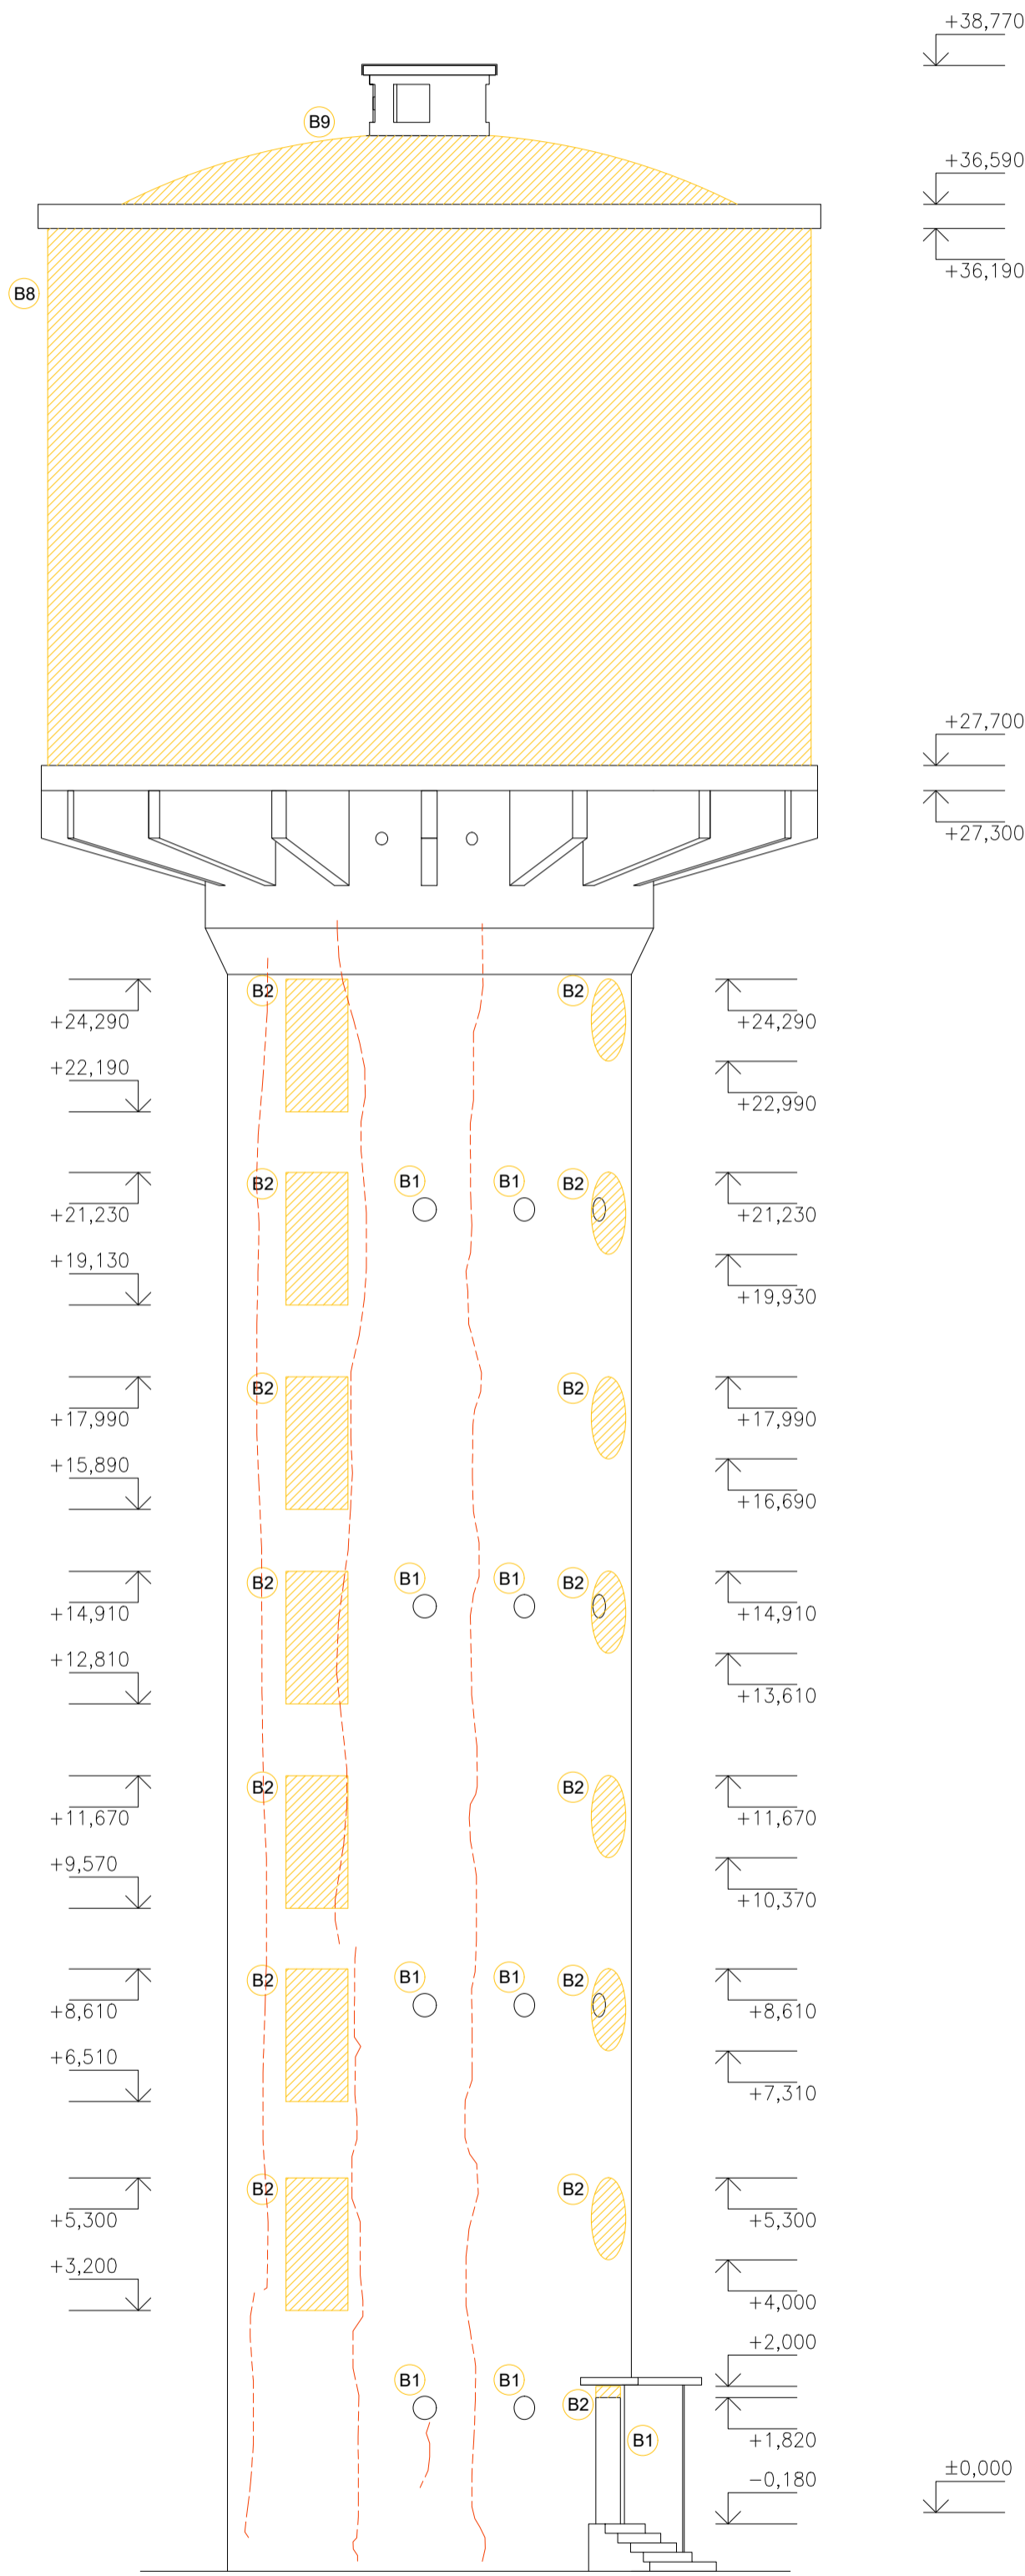 +38,770
B9
+36,590
+36,190
B8
+27,700
+27,300
B2 B2
+24,290 +24,290
+22,190
+22,990
B2 B1 B1 B2
+21,230 +21,230
+19,130
+19,930
B2 B2
+17,990 +17,990
+15,890
+16,690
B2 B1 B1 B2
+14,910 +14,910
+12,810
+13,610
B2 B2
+11,670 +11,670
+9,570
+10,370
B2 B1 B1 B2
+8,610 +8,610
+6,510
+7,310
B2 B2
+5,300 +5,300
+3,200
+4,000
+2,000
B1 B1
B2
B1 +1,820
±0,000
-0,180